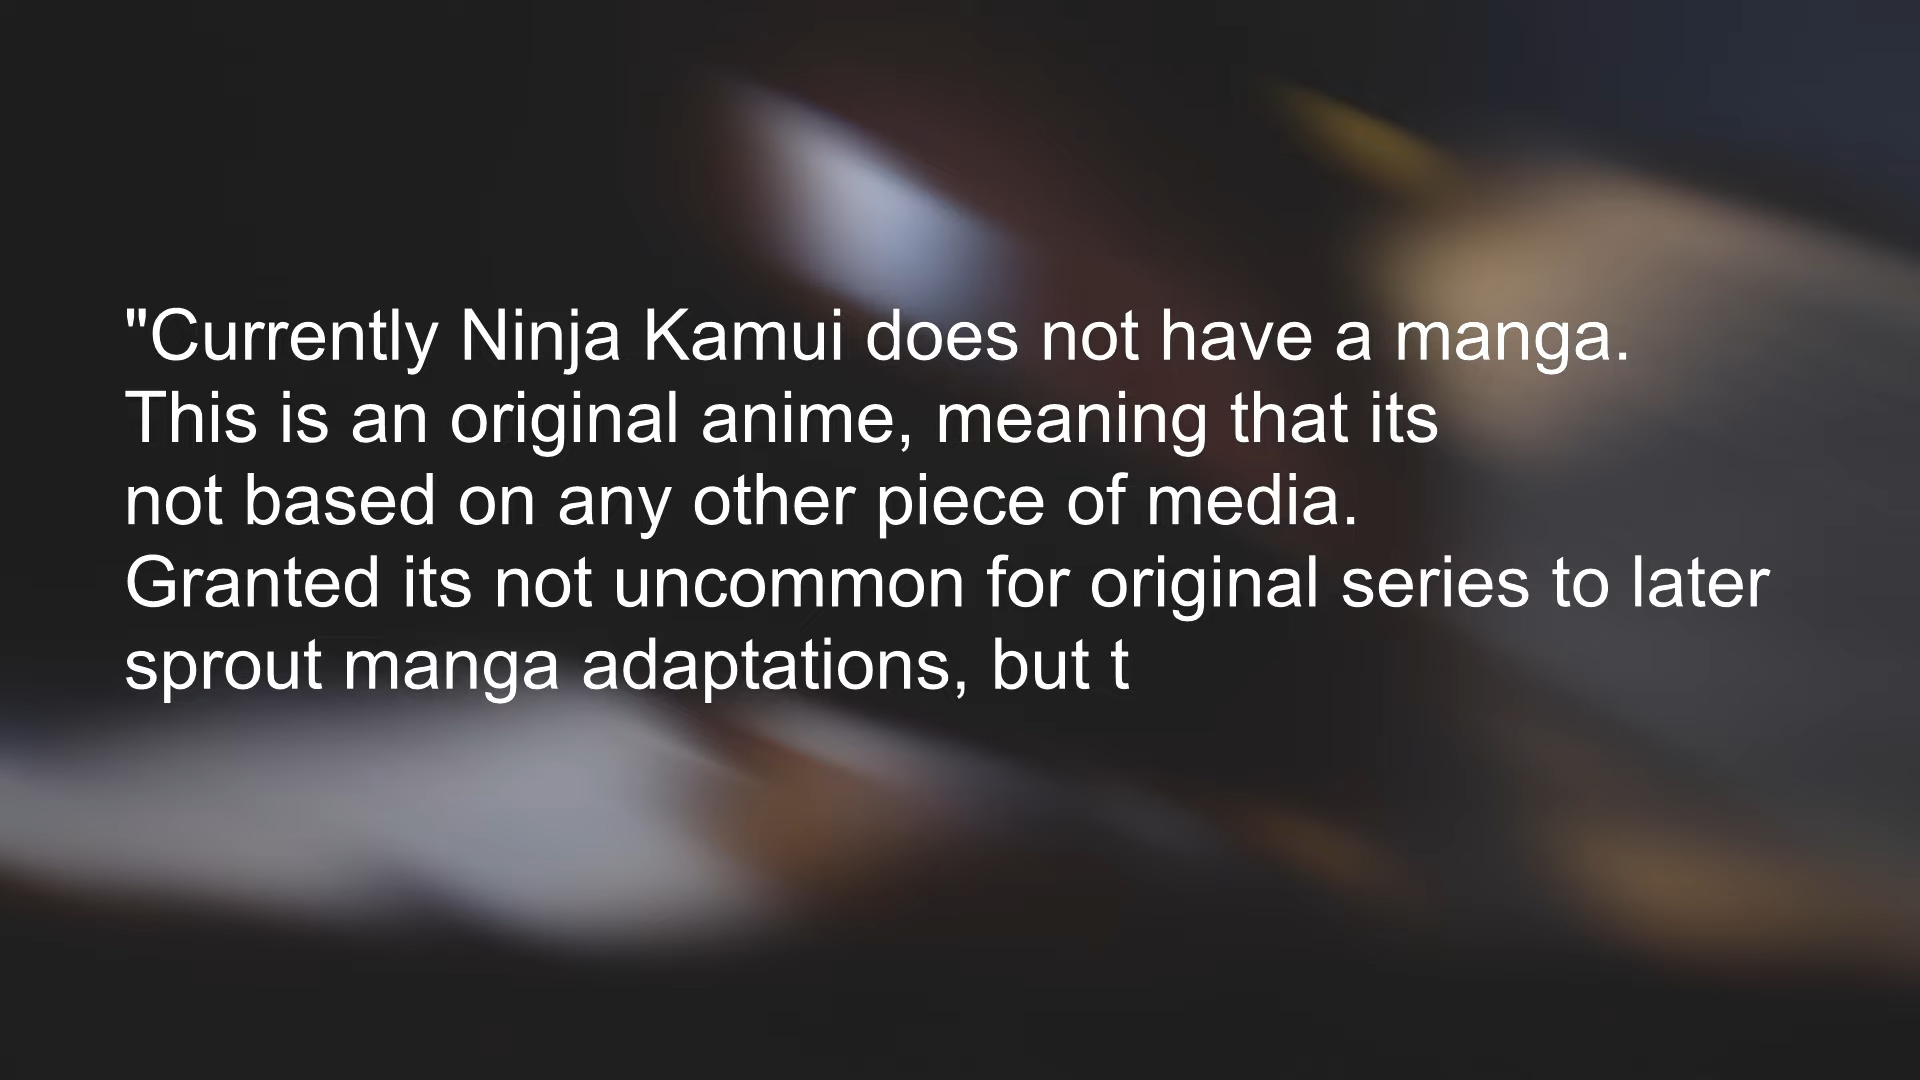 "Currently Ninja Kamui does not have a manga.
This is an original anime, meaning that its
not based on any other piece of media.
Granted its not uncommon for original series to later
sprout manga adaptations, but t